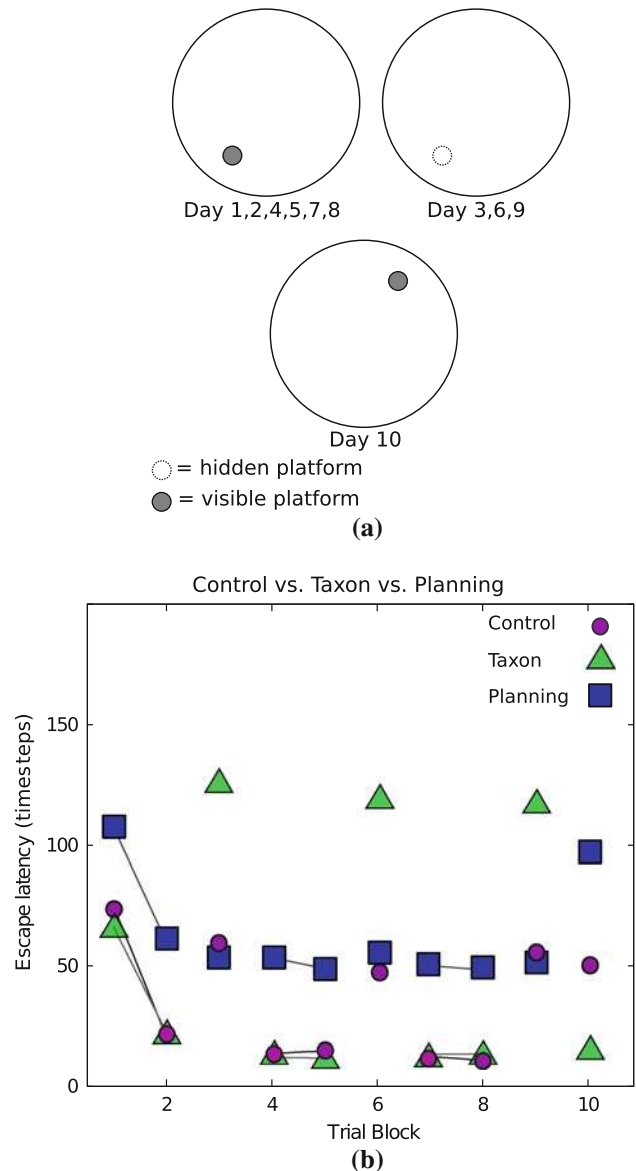 Day 1,2,4,5,7,8 Day 3,6,9
Day 10
= hidden platform
= visible platform
(a)
Control vs. Taxon vs. Planning
Control
Taxon
Planning
Escape latency (timesteps)
150
100
50
0
2 4 6 8 10
Trial Block
(b)